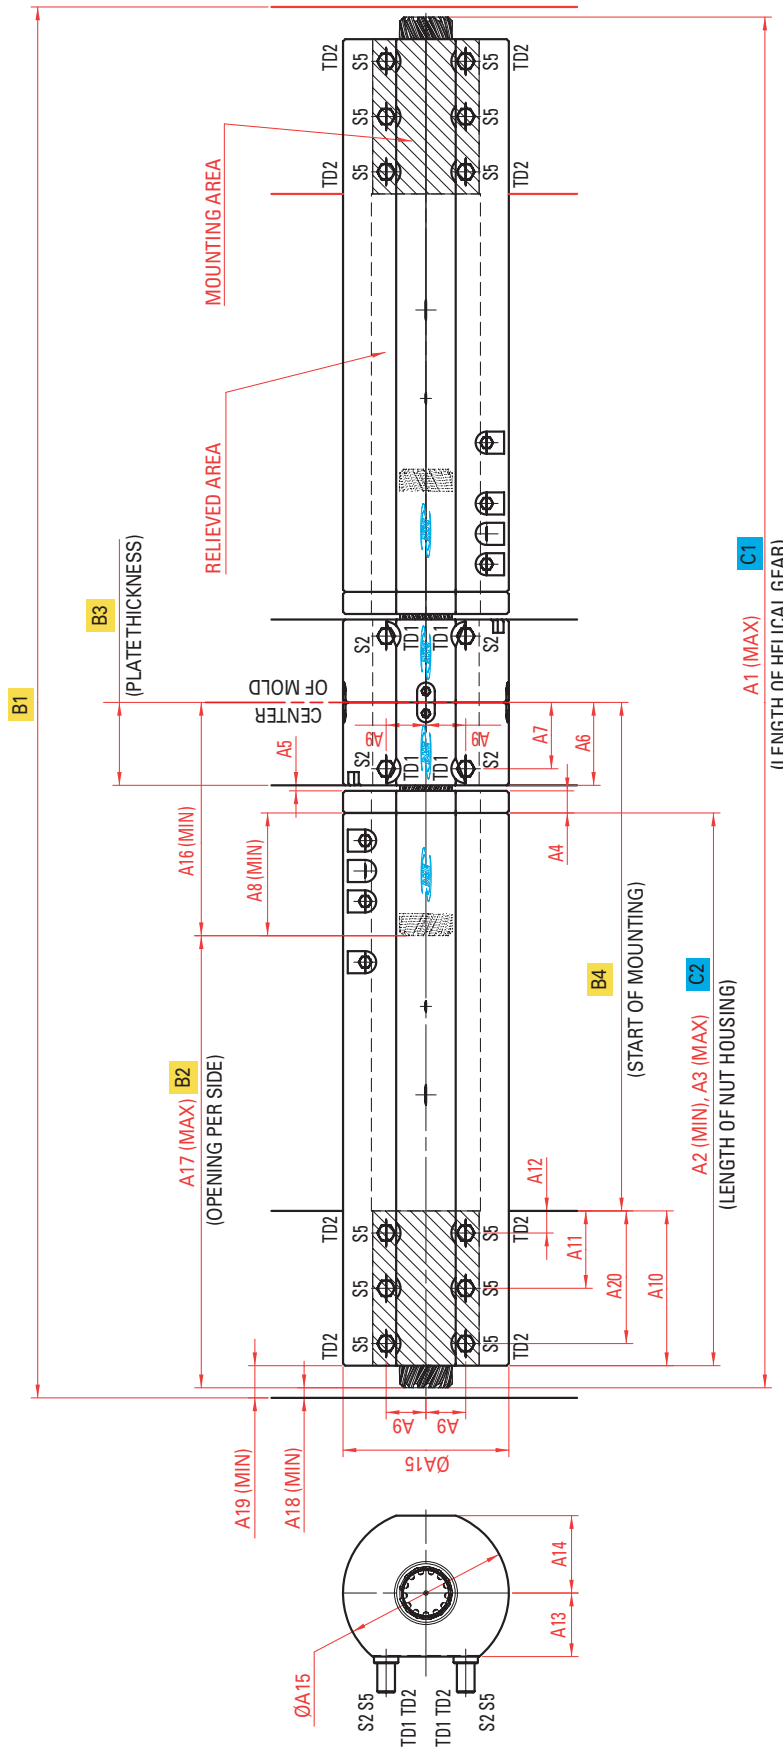 B1
B3
(PLATE THICKNESS)
A17 (MAX) B2
(OPENING PER SIDE)
A16 (MIN)
A8 (MIN)
A5
RELIEVED AREA
MOUNTING AREA
A19 (MIN)
A18 (MIN)
CENTER
OF MOLD
ØA15
S2 S5
TD1 TD2
TD1 TD2
S2 S5
A13
A14
TD2
TD2
TD2
TD2
S5
S5
S5
S2
S2
S5
S5
S5
A9
A9
ØA15
TD1
TD1
TD1
TD1
A9
A9
S5
S5
S5
S2
S2
S5
S5
S5
TD2
TD2
TD2
TD2
A12
A11
A20
A10
A4
A7
A6
B4
(START OF MOUNTING)
A2 (MIN), A3 (MAX) C2
(LENGTH OF NUT HOUSING)
A1 (MAX) C1
(LENGTH OF HELICAL GEAR)